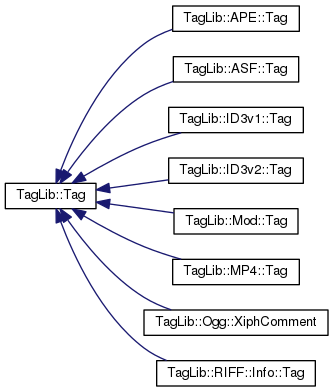 TagLib::APE::Tag
TagLib::ASF::Tag
TagLib::ID3v1::Tag
TagLib::ID3v2::Tag
TagLib::Tag
TagLib::Mod::Tag
TagLib::MP4::Tag
TagLib::Ogg::XiphComment
TagLib::RIFF::Info::Tag